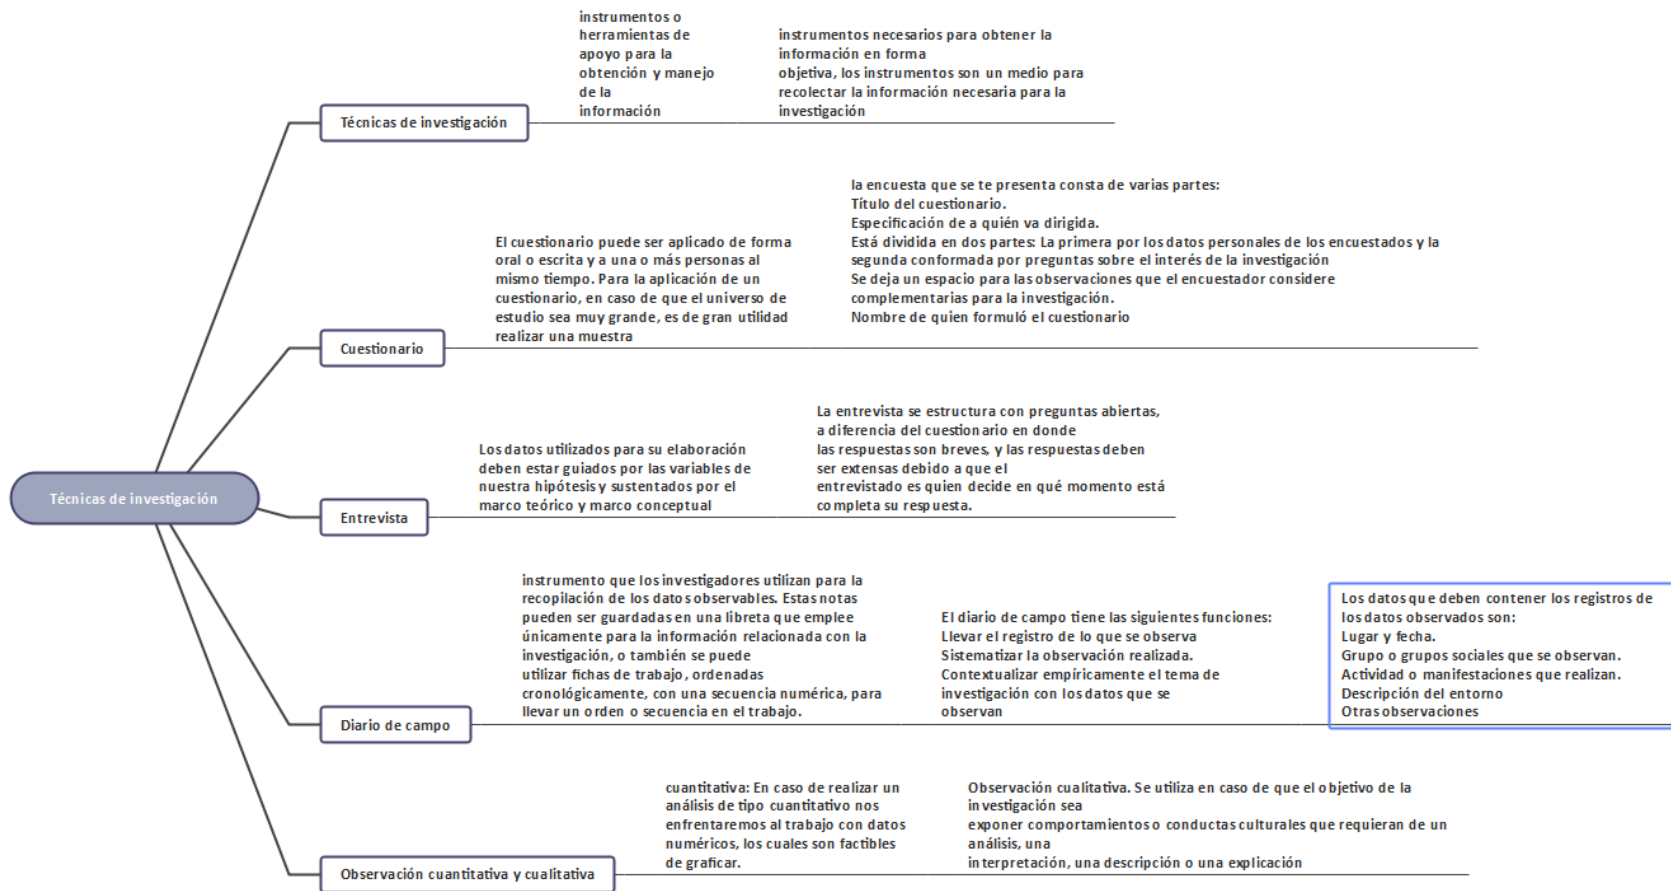 Técnicas de investigación
Técnicas de investigación
instrumentos o
herramientas de
apoyo para la
obtención y manejo
de la
información
instrumentos necesarios para obtener la
información en forma
objetiva, los instrumentos son un medio para
recolectar la información necesaria para la
investigación
Cuestionario
El cuestionario puede ser aplicado de forma
oral o escrita y a una o más personas al
mismo tiempo. Para la aplicación de un
cuestionario, en caso de que el universo de
estudio sea muy grande, es de gran utilidad
realizar una muestra
la encuesta que se te presenta consta de varias partes:
Título del cuestionario.
Especificación de a quién va dirigida.
Está dividida en dos partes: La primera por los datos personales de los encuestados y la
segunda conformada por preguntas sobre el interés de la investigación
Se deja un espacio para las observaciones que el encuestador considere
complementarias para la investigación.
Nombre de quien formuló el cuestionario
Entrevista
Los datos utilizados para su elaboración
deben estar guiados por las variables de
nuestra hipótesis y sustentados por el
marco teórico y marco conceptual
La entrevista se estructura con preguntas abiertas,
a diferencia del cuestionario en donde
las respuestas son breves, y las respuestas deben
ser extensas debido a que el
entrevistado es quien decide en qué momento está
completa su respuesta.
Diario de campo
instrumento que los investigadores utilizan para la
recopilación de los datos observables. Estas notas
pueden ser guardadas en una libreta que emplee
únicamente para la información relacionada con la
investigación, o también se puede
utilizar fichas de trabajo, ordenadas
cronológicamente, con una secuencia numérica, para
llevar un orden o secuencia en el trabajo.
El diario de campo tiene las siguientes funciones:
Llevar el registro de lo que se observa
Sistematizar la observación realizada.
Contextualizar empíricamente el tema de
investigación con los datos que se
observan
Los datos que deben contener los registros de
los datos observados son:
Lugar y fecha.
Grupo o grupos sociales que se observan.
Actividad o manifestaciones que realizan.
Descripción del entorno
Otras observaciones
Observación cuantitativa y cualitativa
cuantitativa: En caso de realizar un
análisis de tipo cuantitativo nos
enfrentaremos al trabajo con datos
numéricos, los cuales son factibles
de graficar.
Observación cualitativa. Se utiliza en caso de que el objetivo de la
investigación sea
exponer comportamientos o conductas culturales que requieran de un
análisis, una
interpretación, una descripción o una explicación